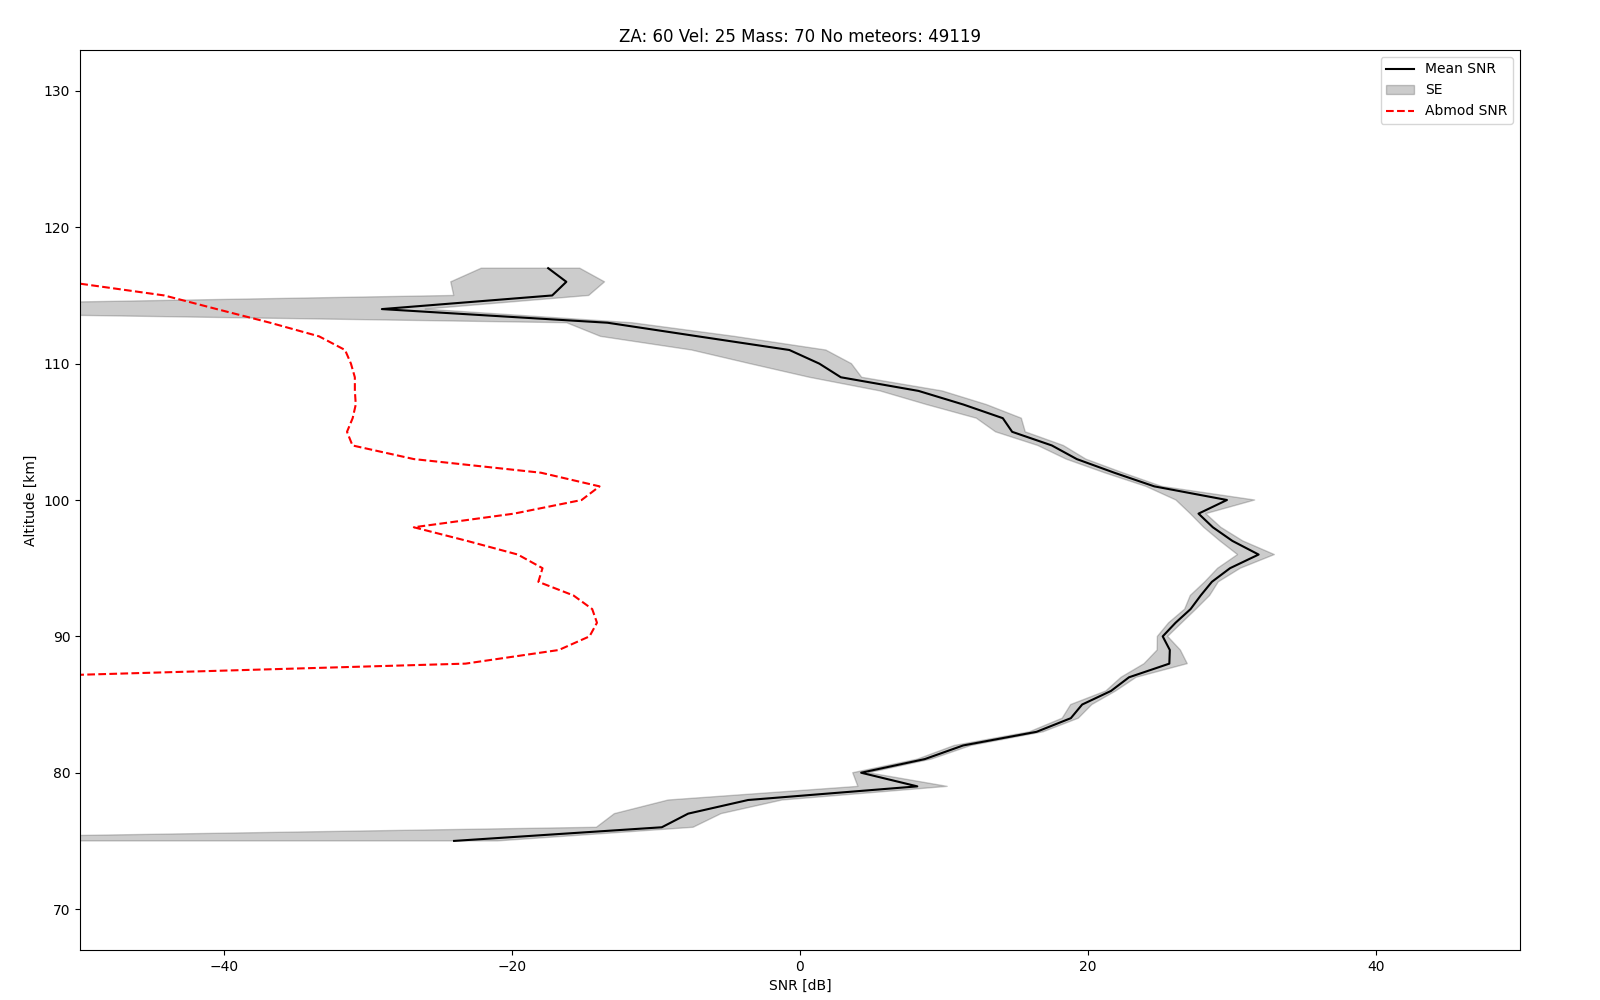 ZA: 60 Vel: 25 Mass: 70 No meteors: 49119
Mean SNR
SE
Abmod SNR
130
120
110
100
90
80
70
Altitude [km]
−40
−20
0
20
40
SNR [dB]